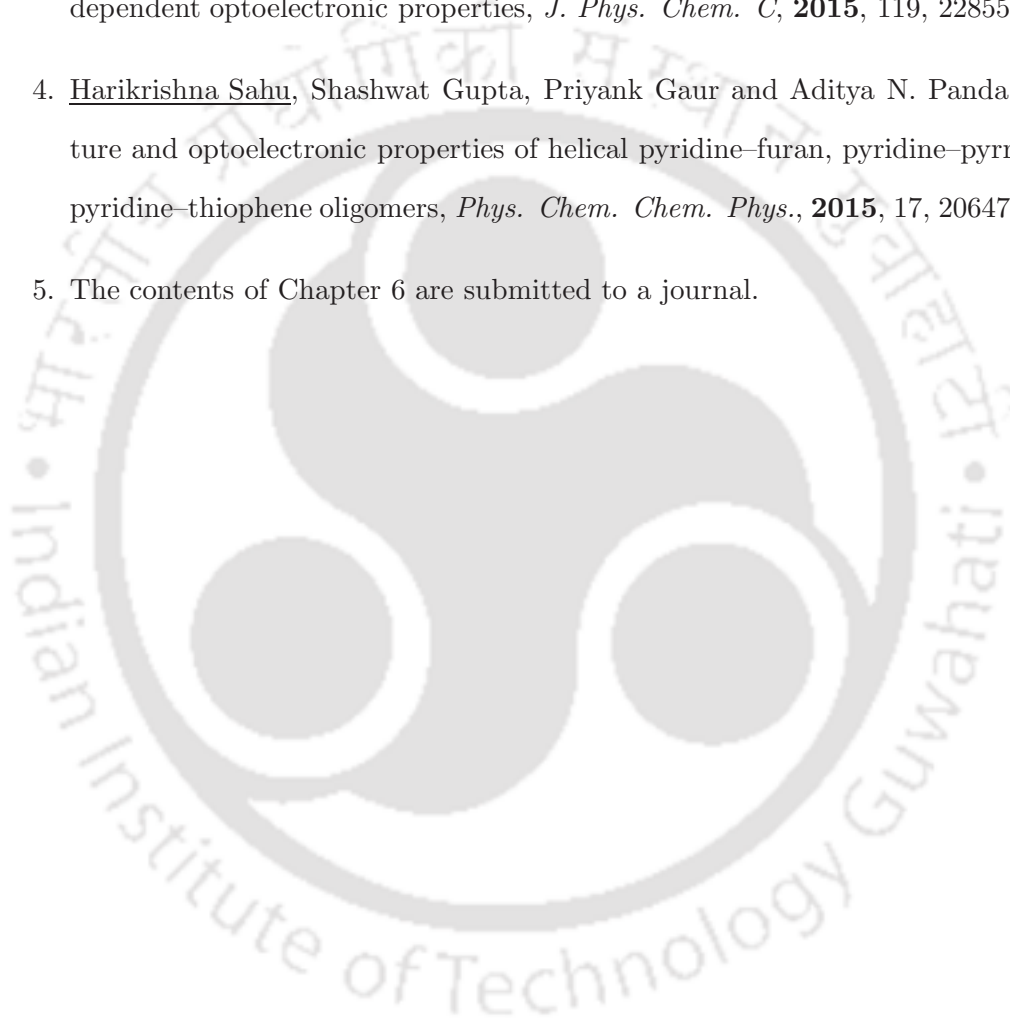 dependent optoelectronic properties, J. Phys. Chem. C, 2015, 119, 22855
4. Harikrishna Sahu, Shashwat Gupta, Priyank Gaur and Aditya N. Panda
ture and optoelectronic properties of helical pyridine–furan, pyridine–pyrr
pyridine–thiophene oligomers, Phys. Chem. Chem. Phys., 2015, 17, 20647
5. The contents of Chapter 6 are submitted to a journal.
भारतीय प्रौद्योगिकी संस्थान गुवाहाटी
Indian Institute of Technology Guwahati